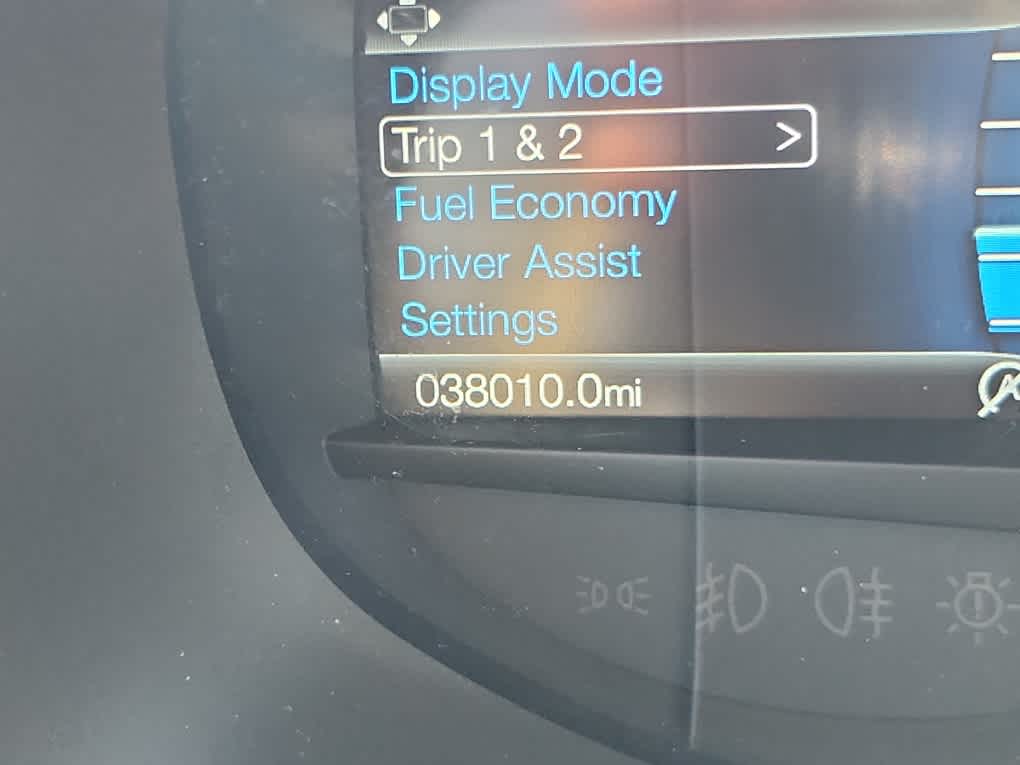 Display Mode
Trip 1 & 2 >
Fuel Economy
Driver Assist
Settings
038010.0mi